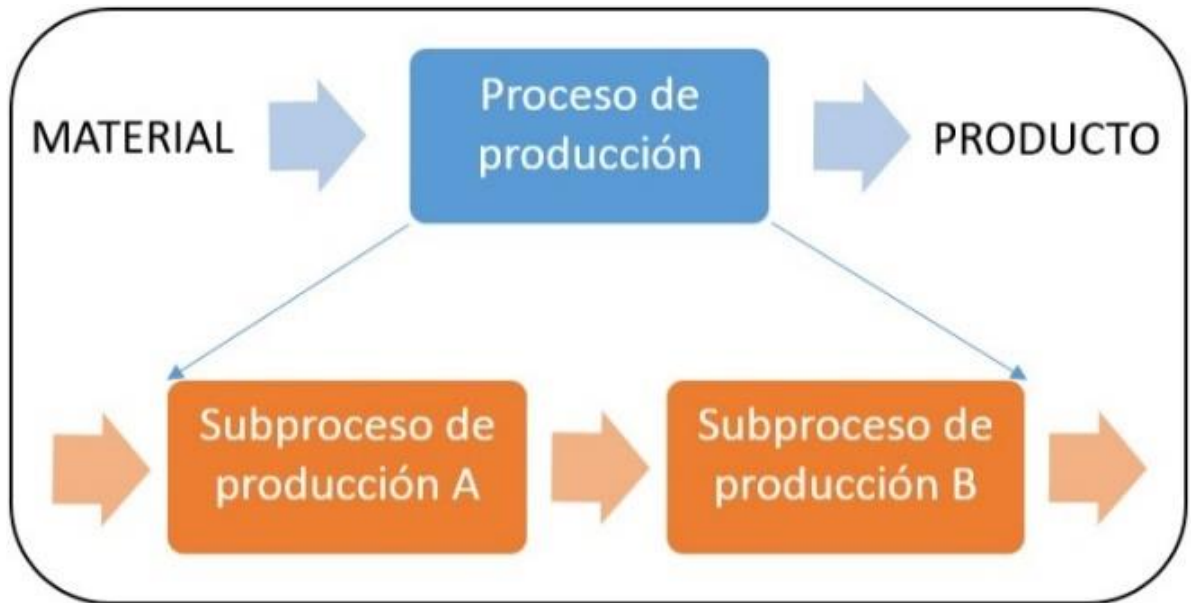 MATERIAL
Proceso de
producción
PRODUCTO
Subproceso de
producción A
Subproceso de
producción B